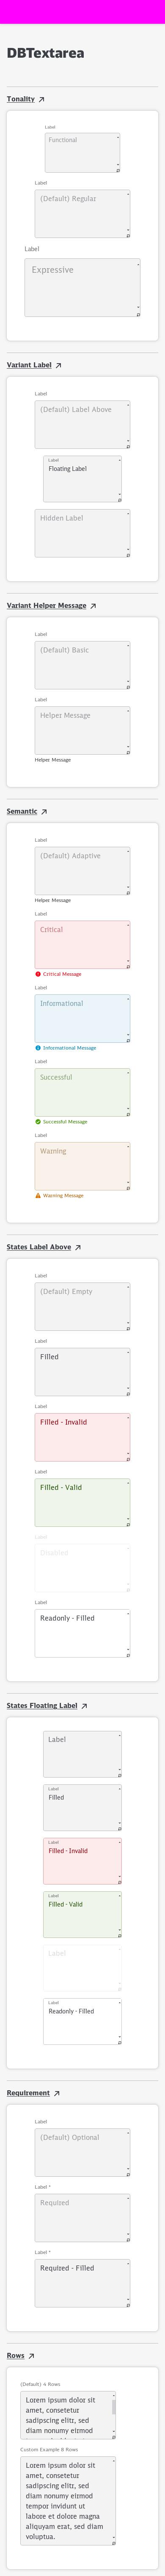 DBTextarea
Tonality
Label
Functional
Label
(Default) Regular
Label
Expressive
Variant Label
Label
(Default) Label Above
Label
Floating Label
Hidden Label
Variant Helper Message
Label
(Default) Basic
Label
Helper Message
Helper Message
Semantic
Label
(Default) Adaptive
Helper Message
Label
Critical
Critical Message
Label
Informational
Informational Message
Label
Successful
Successful Message
Label
Warning
Warning Message
States Label Above
Label
(Default) Empty
Label
Filled
Label
Filled - Invalid
Label
Filled - Valid
Label
Disabled
Label
Readonly - Filled
States Floating Label
Label
Label
Filled
Label
Filled - Invalid
Label
Filled - Valid
Label
Label
Readonly - Filled
Requirement
Label
(Default) Optional
Label *
Required
Label *
Required - Filled
Rows
(Default) 4 Rows
Lorem ipsum dolor sit
amet, consetetur
sadipscing elitr, sed
diam nonumy eirmod
Custom Example 8 Rows
Lorem ipsum dolor sit
amet, consetetur
sadipscing elitr, sed
diam nonumy eirmod
tempor invidunt ut
labore et dolore magna
aliquyam erat, sed diam
voluptua.